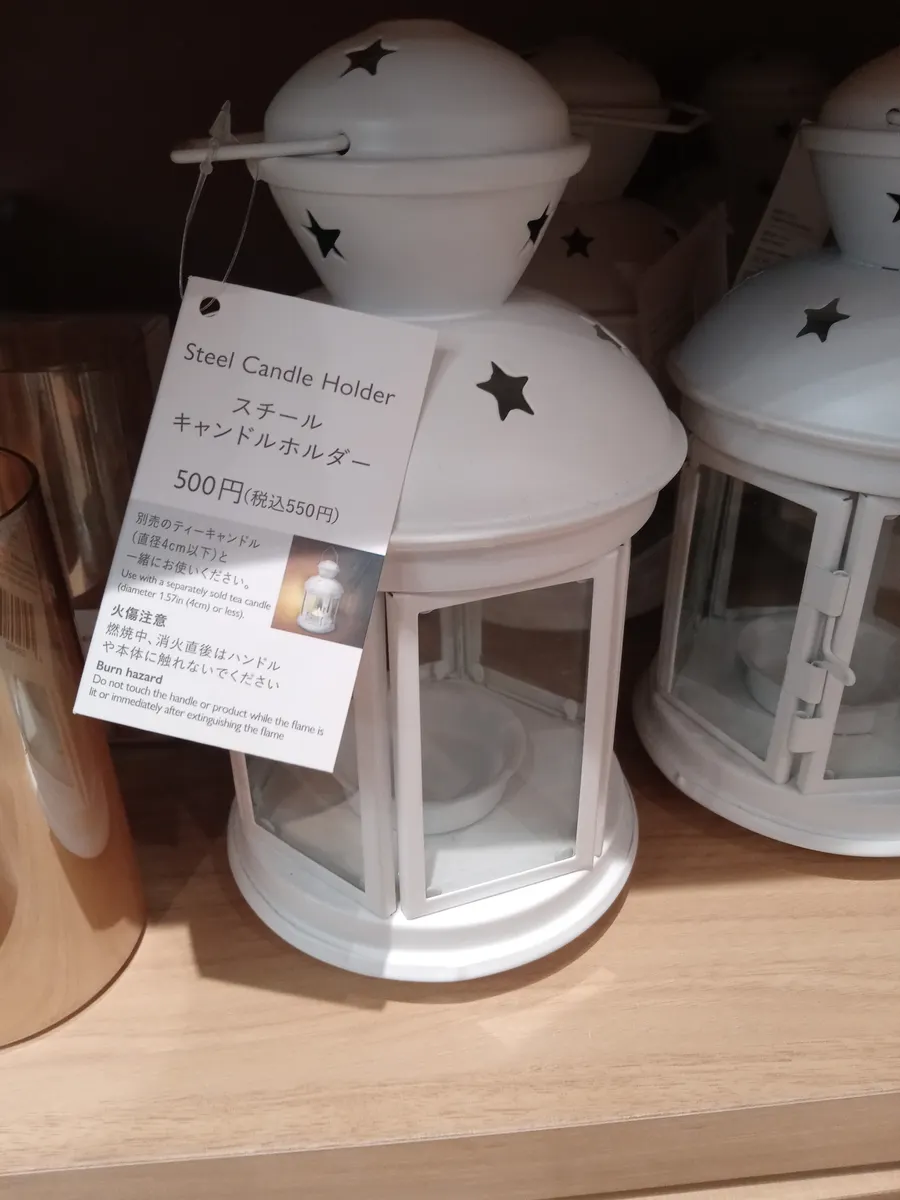 Steel Candle Holder
スチール
キャンドルホルダー
500円(税込550円)
別売のティーキャンドル
(直径4cm以下)と
一緒にお使いください。
Use with a separately sold tea candle
(diameter 1.57in (4cm) or less).
火傷注意
燃焼中、消火直後はハンドル
や本体に触れないでください
Burn hazard
Do not touch the handle or product while the flame is
lit or immediately after extinguishing the flame